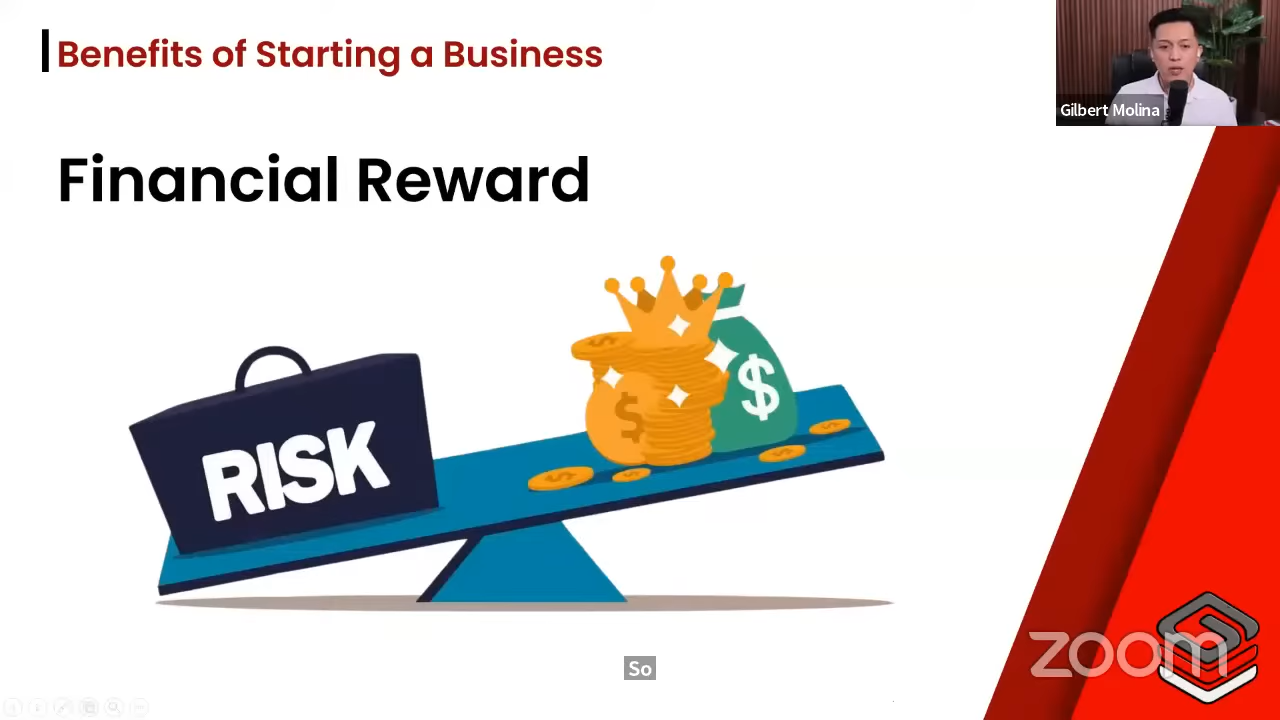 Benefits of Starting a Business
Gilbert Molina
Financial Reward
$
$
RISK
zoom
So